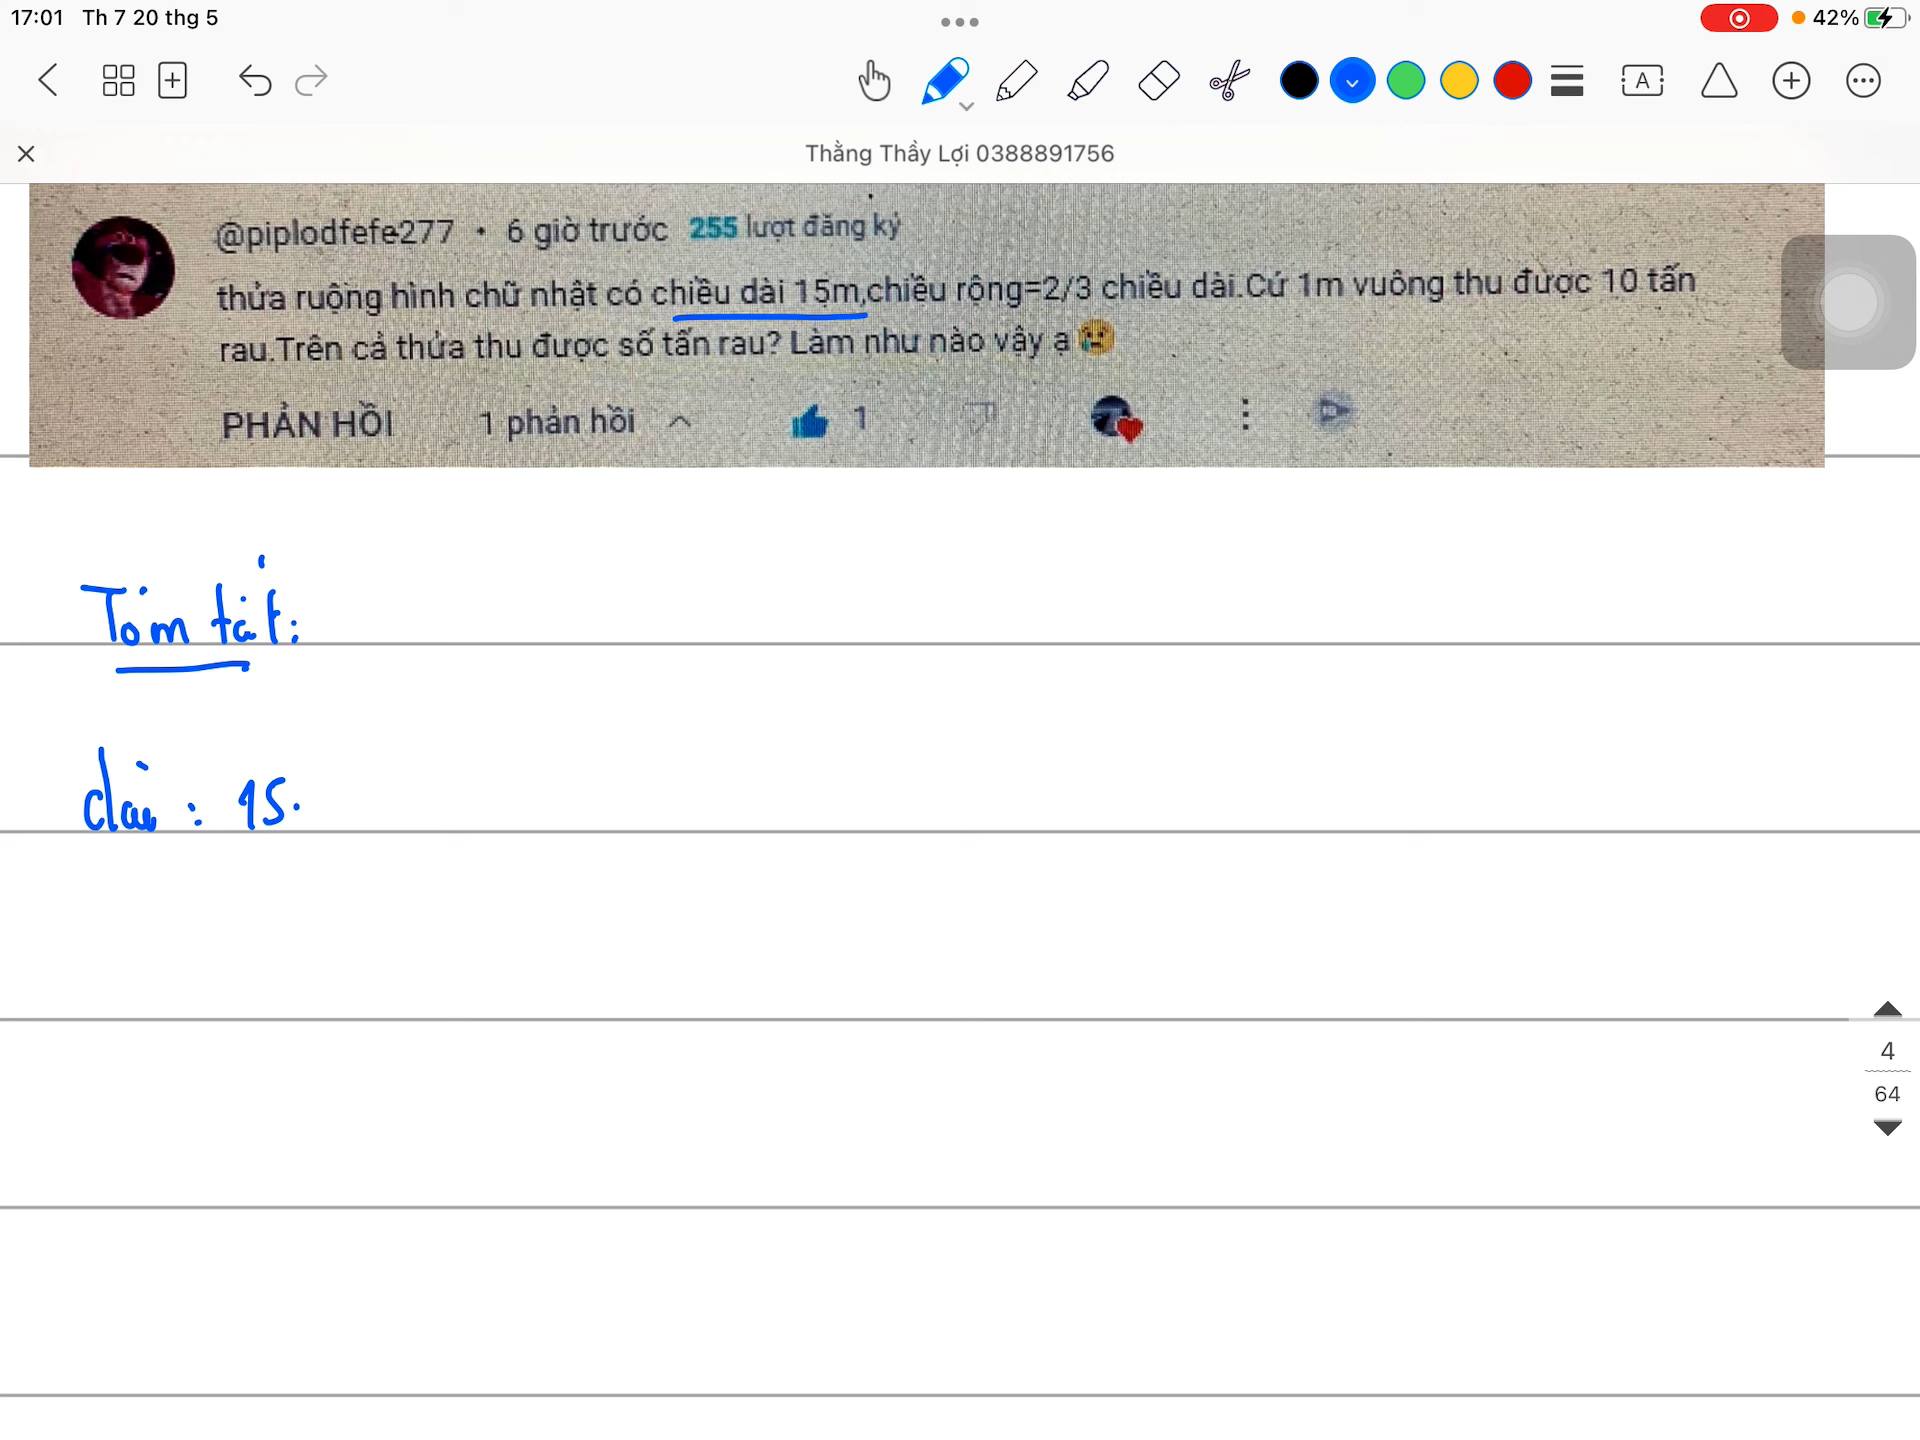 17:01 Th 7 20 thg 5
42%
A
Thằng Thầy Lợi 0388891756
@piplodfefe277 • 6 giờ trước 255 lượt đăng ký
thửa ruộng hình chữ nhật có chiều dài 15m,chiều rộng=2/3 chiều dài.Cứ 1m vuông thu được 10 tấn
rau.Trên cả thửa thu được số tấn rau? Làm như nào vậy ạ
PHẢN HỒI 1 phản hồi 1
Tóm tắt:
dài : 15.
4
64